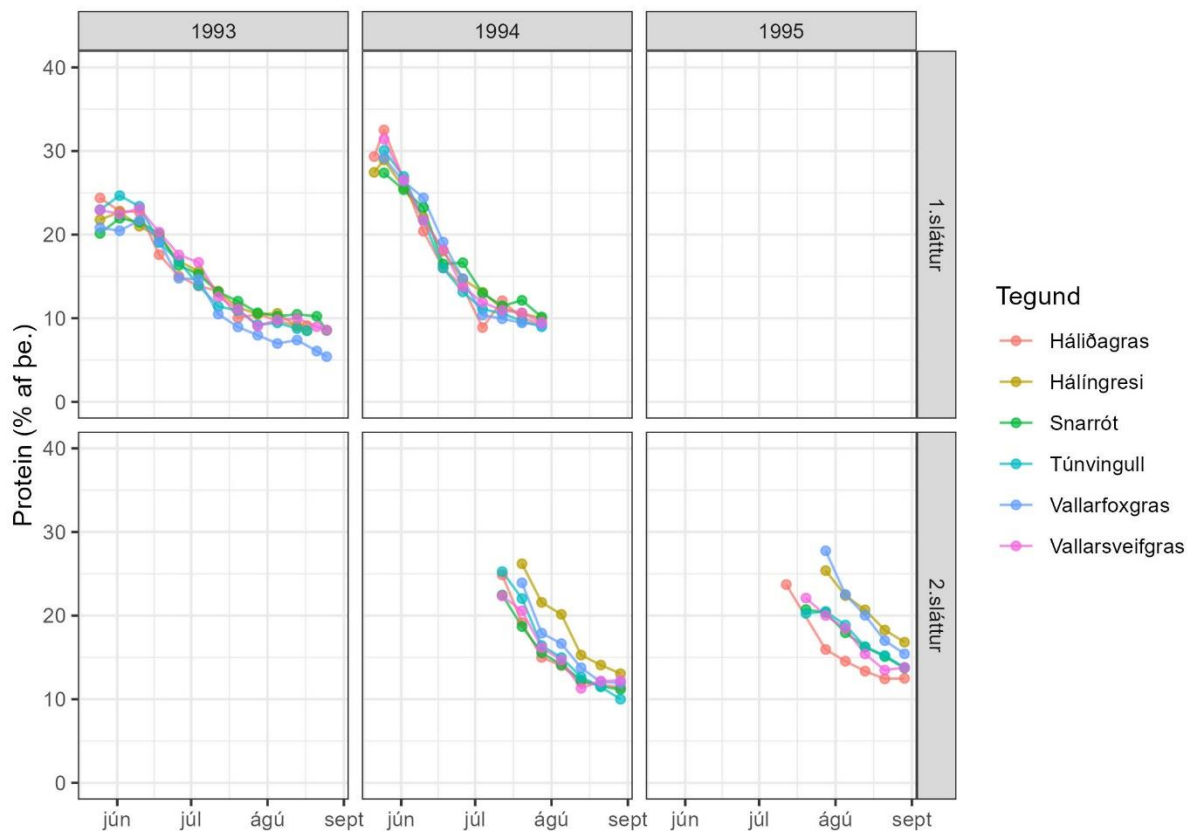 1993 1994 1995
40
30
20
10
0
1.sláttur
40
30
20
10
0
2.sláttur
Protein (% af þe.)
jún júl ágú sept jún júl ágú sept jún júl ágú sept
Tegund
Háliðagras
Hálíngresi
Snarrót
Túnvingull
Vallarfoxgras
Vallarsveifgras